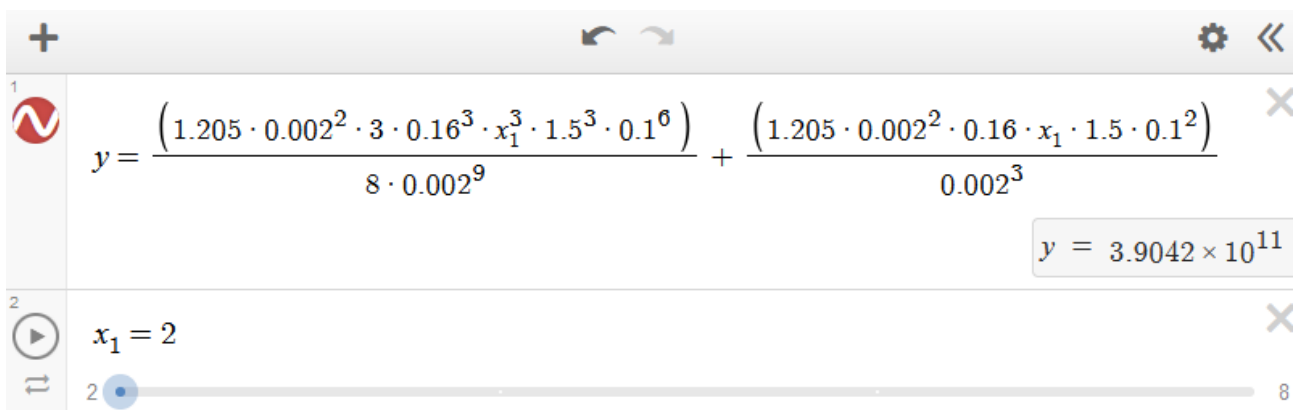 1
y = (1.205 · 0.002² · 3 · 0.16³ · x₁³ · 1.5³ · 0.1⁶) / (8 · 0.002⁹) + (1.205 · 0.002² · 0.16 · x₁ · 1.5 · 0.1²) / 0.002³
y = 3.9042 × 10¹¹
2
x₁ = 2
2 8